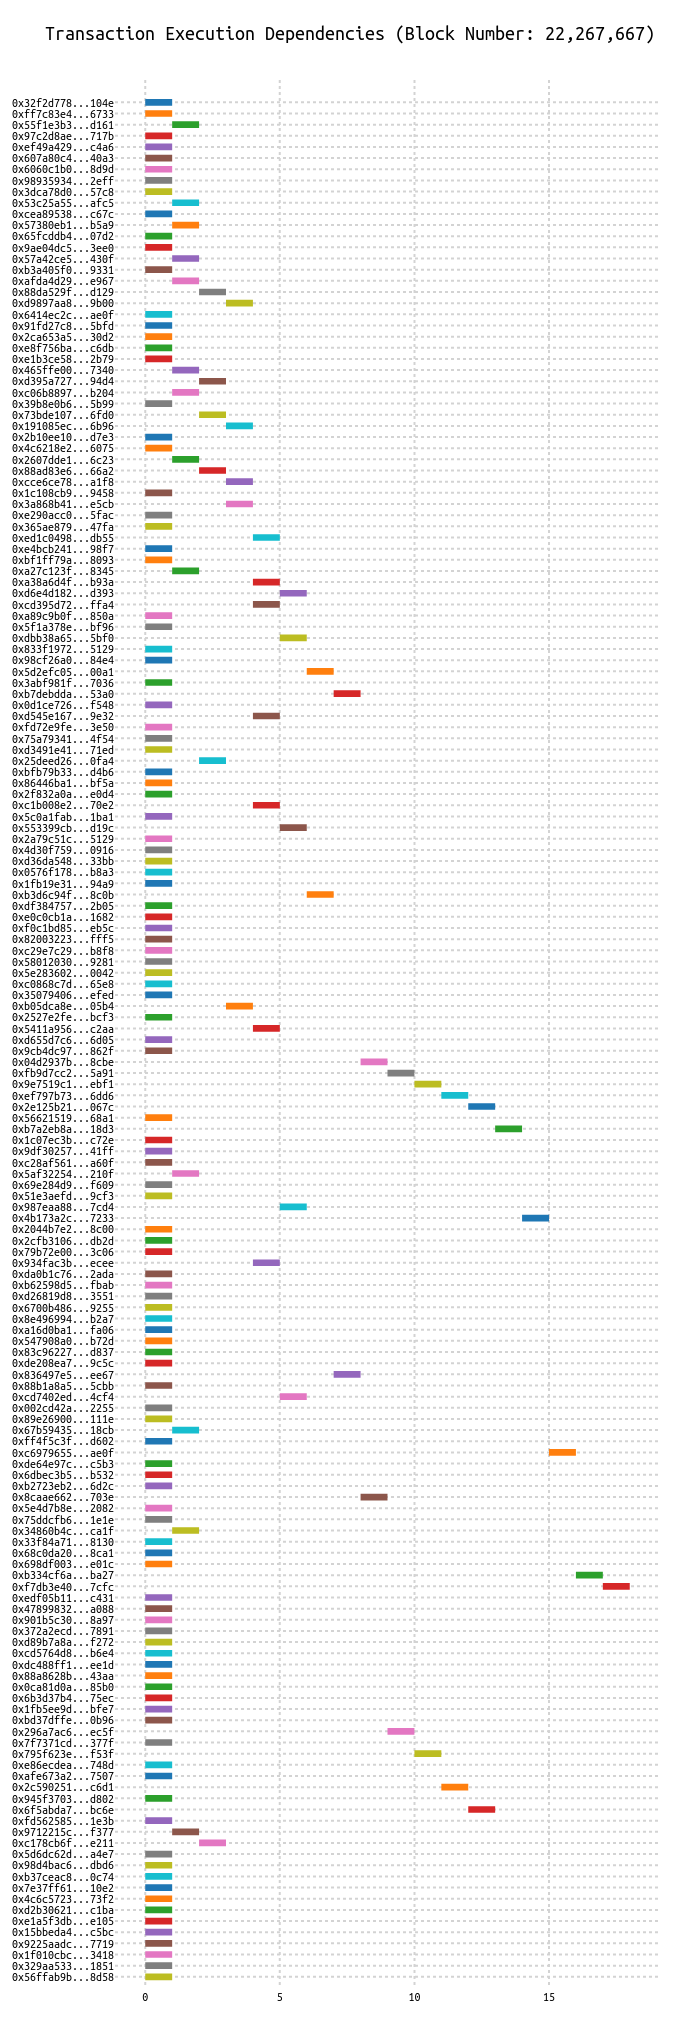 Transaction Execution Dependencies (Block Number: 22,267,667)
0x32f2d778...104e
0xff7c83e4...6733
0x55f1e3b3...d161
0x97c2d8ae...717b
0xef49a429...c4a6
0x607a80c4...40a3
0x6060c1b0...8d9d
0x98935934...2eff
0x3dca78d0...57c8
0x53c25a55...afc5
0xcea89538...c67c
0x57380eb1...b5a9
0x65fcddb4...07d2
0x9ae04dc5...3ee0
0x57a42ce5...430f
0xb3a405f0...9331
0xafda4d29...e967
0x88da529f...d129
0xd9897aa8...9b00
0x6414ec2c...ae0f
0x91fd27c8...5bfd
0x2ca653a5...30d2
0xe8f756ba...c6db
0xe1b3ce58...2b79
0x465ffe00...7340
0xd395a727...94d4
0xc06b8897...b204
0x39b8e0b6...5b99
0x73bde107...6fd0
0x191085ec...6b96
0x2b10ee10...d7e3
0x4c6218e2...6075
0x2607dde1...6c23
0x88ad83e6...66a2
0xcce6ce78...a1f8
0x1c108cb9...9458
0x3a868b41...e5cb
0xe290acc0...5fac
0x365ae879...47fa
0xed1c0498...db55
0xe4bcb241...98f7
0xbf1ff79a...8093
0xa27c123f...8345
0xa38a6d4f...b93a
0xd6e4d182...d393
0xcd395d72...ffa4
0xa89c9b0f...850a
0x5f1a378e...bf96
0xdbb38a65...5bf0
0x833f1972...5129
0x98cf26a0...84e4
0x5d2efc05...00a1
0x3abf981f...7036
0xb7debdda...53a0
0x0d1ce726...f548
0xd545e167...9e32
0xfd72e9fe...3e50
0x75a79341...4f54
0xd3491e41...71ed
0x25deed26...0fa4
0xbfb79b33...d4b6
0x86446ba1...bf5a
0x2f832a0a...e0d4
0xc1b008e2...70e2
0x5c0a1fab...1ba1
0x553399cb...d19c
0x2a79c51c...5129
0x4d30f759...0916
0xd36da548...33bb
0x0576f178...b8a3
0x1fb19e31...94a9
0xb3d6c94f...8c0b
0xdf384757...2b05
0xe0c0cb1a...1682
0xf0c1bd85...eb5c
0x82003223...fff5
0xc29e7c29...b8f8
0x58012030...9281
0x5e283602...0042
0xc0868c7d...65e8
0x35079406...efed
0xb05dca8e...05b4
0x2527e2fe...bcf3
0x5411a956...c2aa
0xd655d7c6...6d05
0x9cb4dc97...862f
0x04d2937b...8cbe
0xfb9d7cc2...5a91
0x9e7519c1...ebf1
0xef797b73...6dd6
0x2e125b21...067c
0x56621519...68a1
0xb7a2eb8a...18d3
0x1c07ec3b...c72e
0x9df30257...41ff
0xc28af561...a60f
0x5af32254...210f
0x69e284d9...f609
0x51e3aefd...9cf3
0x987eaa88...7cd4
0x4b173a2c...7233
0x2044b7e2...8c00
0x2cfb3106...db2d
0x79b72e00...3c06
0x934fac3b...ecee
0xda0b1c76...2ada
0xb62598d5...fbab
0xd26819d8...3551
0x6700b486...9255
0x8e496994...b2a7
0xa16d0ba1...fa06
0x547908a0...b72d
0x83c96227...d837
0xde208ea7...9c5c
0x836497e5...ee67
0x88b1a8a5...5cbb
0xcd7402ed...4cf4
0x002cd42a...2255
0x89e26900...111e
0x67b59435...18cb
0xff4f5c3f...d602
0xc6979655...ae0f
0xde64e97c...c5b3
0x6dbec3b5...b532
0xb2723eb2...6d2c
0x8caae662...703e
0x5e4d7b8e...2082
0x75ddcfb6...1e1e
0x34860b4c...ca1f
0x33f84a71...8130
0x68c0da20...8ca1
0x698df003...e01c
0xb334cf6a...ba27
0xf7db3e40...7cfc
0xedf05b11...c431
0x47899832...a088
0x901b5c30...8a97
0x372a2ecd...7891
0xd89b7a8a...f272
0xcd5764d8...b6e4
0xdc488ff1...ee1d
0x88a8628b...43aa
0x0ca81d0a...85b0
0x6b3d37b4...75ec
0x1fb5ee9d...bfe7
0xbd37dffe...0b96
0x296a7ac6...ec5f
0x7f7371cd...377f
0x795f623e...f53f
0xe86ecdea...748d
0xafe673a2...7507
0x2c590251...c6d1
0x945f3703...d802
0x6f5abda7...bc6e
0xfd562585...1e3b
0x9712215c...f377
0xc178cb6f...e211
0x5d6dc62d...a4e7
0x98d4bac6...dbd6
0xb37ceac8...0c74
0x7e37ff61...10e2
0x4c6c5723...73f2
0xd2b30621...c1ba
0xe1a5f3db...e105
0x15bbeda4...c5bc
0x9225aadc...7719
0x1f010cbc...3418
0x329aa533...1851
0x56ffab9b...8d58
0 5 10 15